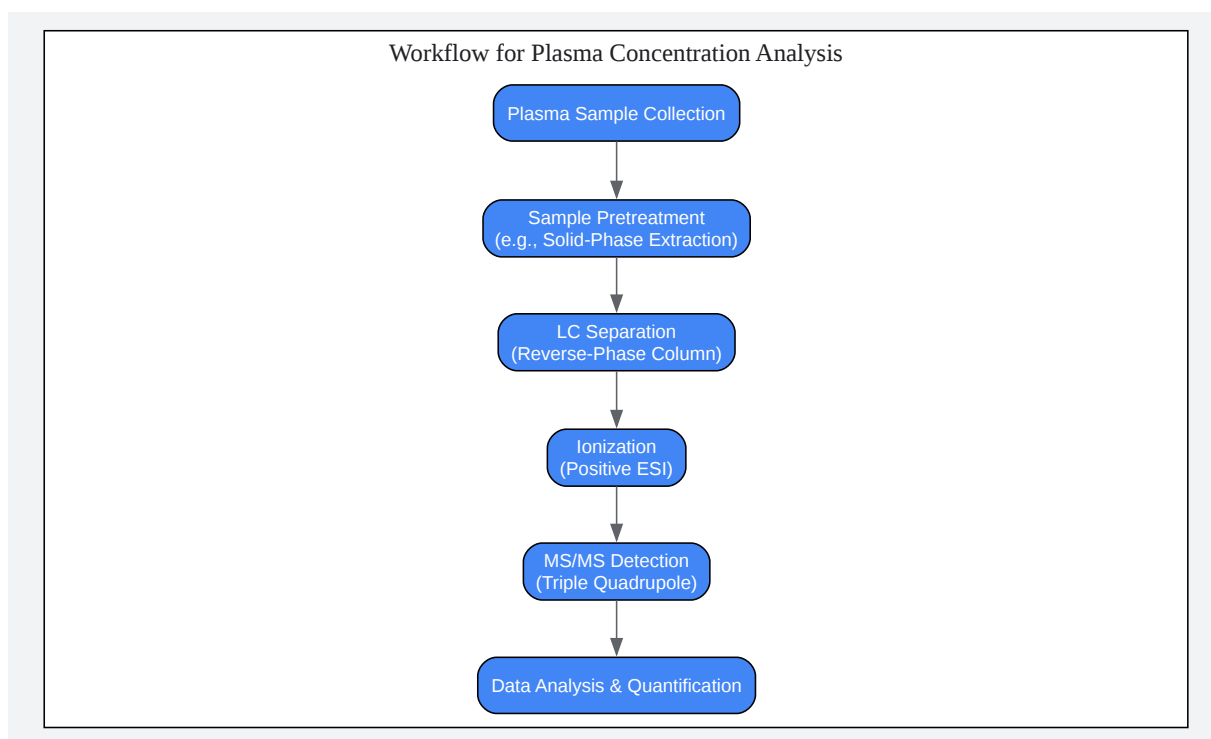 Workflow for Plasma Concentration Analysis
Plasma Sample Collection
Sample Pretreatment
(e.g., Solid-Phase Extraction)
LC Separation
(Reverse-Phase Column)
Ionization
(Positive ESI)
MS/MS Detection
(Triple Quadrupole)
Data Analysis & Quantification